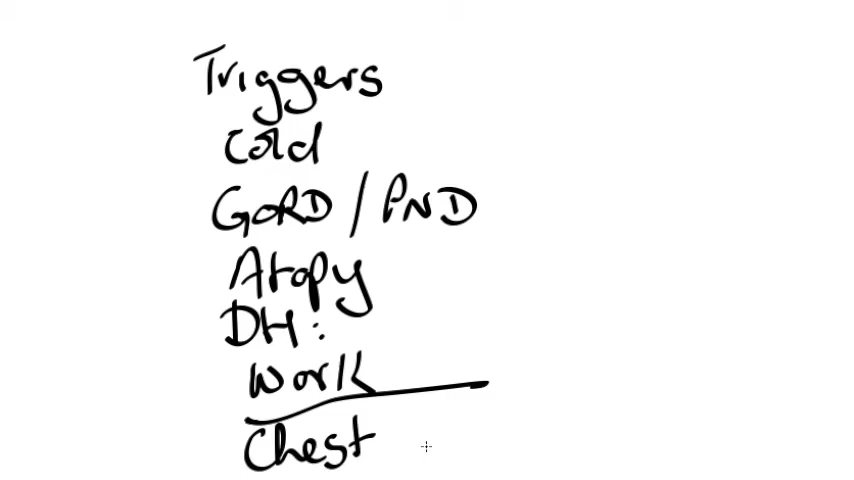 Triggers
Cold
GORD / PND
Atopy
DH:
Work
Chest